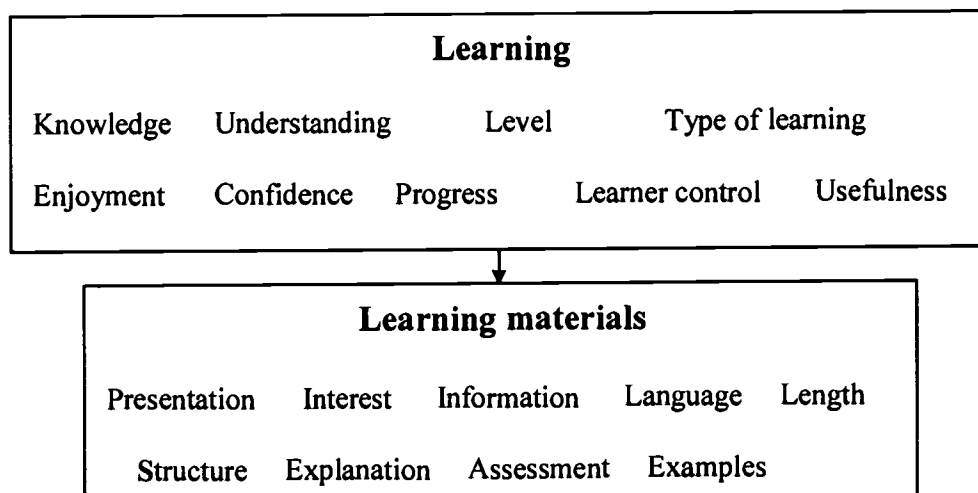 Learning
Knowledge Understanding Level Type of learning
Enjoyment Confidence Progress Learner control Usefulness
Learning materials
Presentation Interest Information Language Length
Structure Explanation Assessment Examples